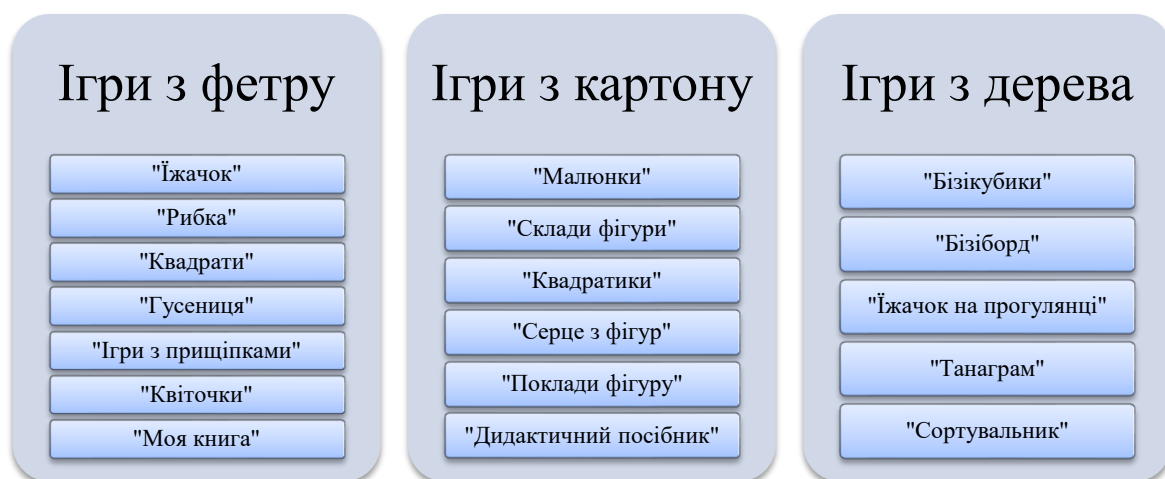 Ігри з фетру
"Їжачок"
"Рибка"
"Квадрати"
"Гусениця"
"Ігри з прищіпками"
"Квіточки"
"Моя книга"
Ігри з картону
"Малюнки"
"Склади фігури"
"Квадратики"
"Серце з фігур"
"Поклади фігуру"
"Дидактичний посібник"
Ігри з дерева
"Бізікубики"
"Бізіборд"
"Їжачок на прогулянці"
"Танаграм"
"Сортувальник"